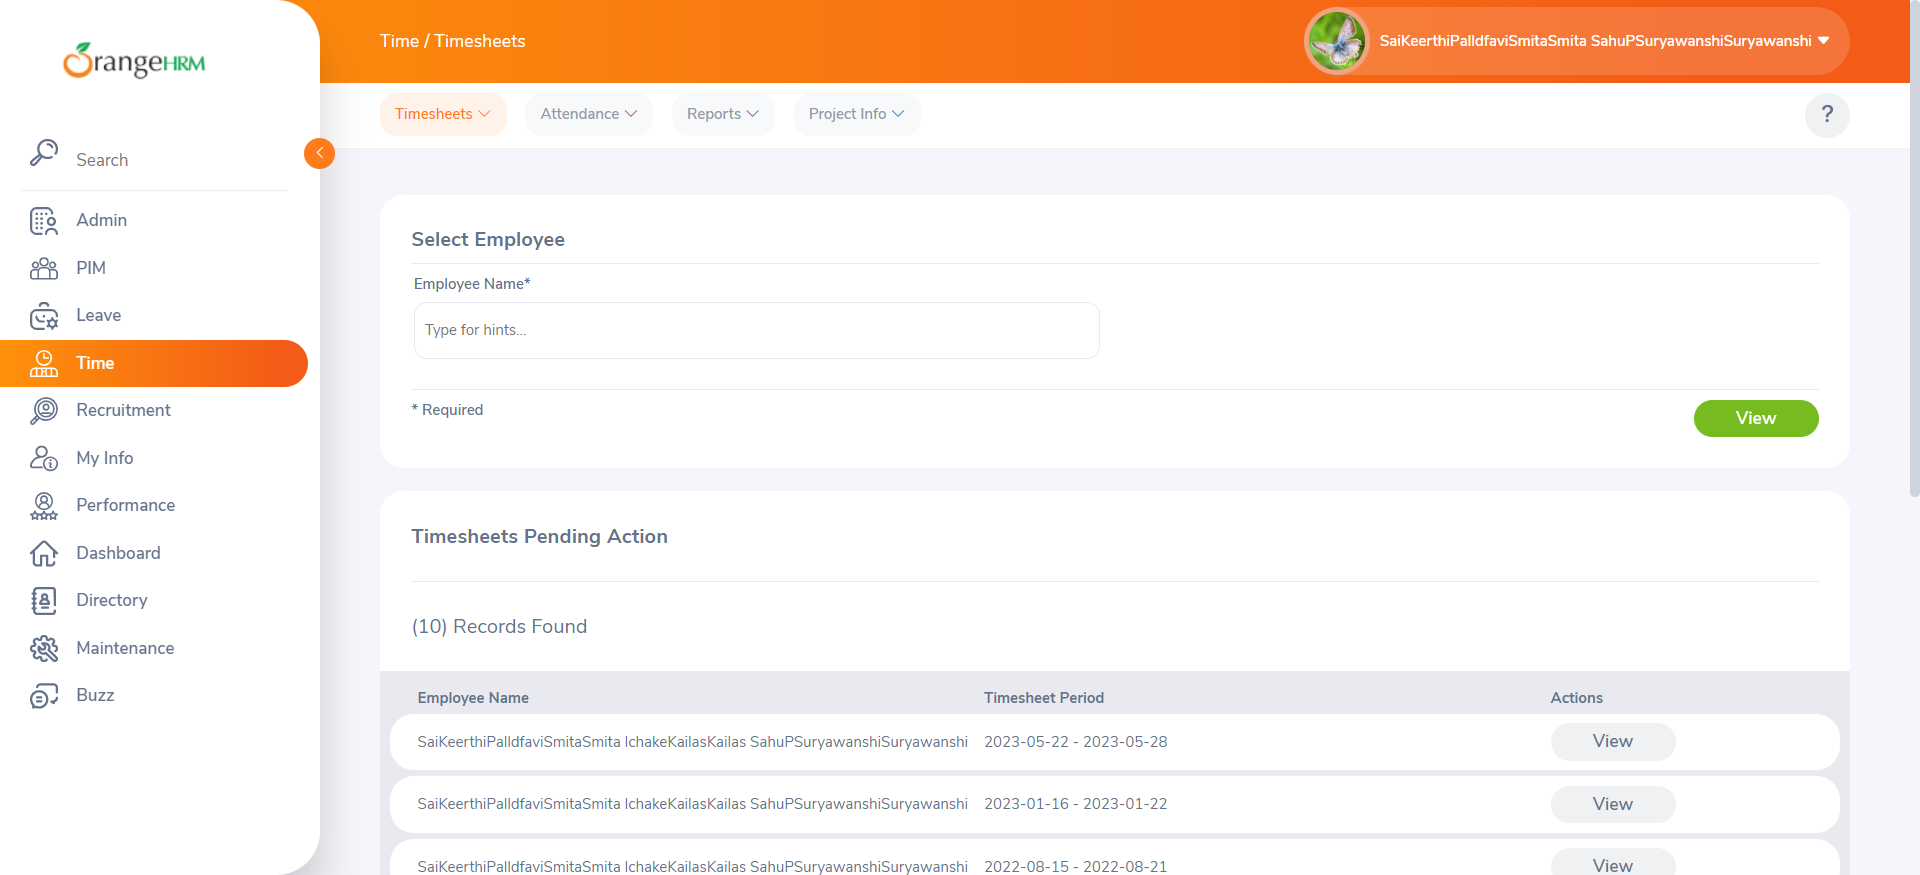 OrangeHRM
Time / Timesheets
SaiKeerthiPalldfaviSmitaSmita SahuPSuryawanshiSuryawanshi
Timesheets
Attendance
Reports
Project Info
?
Search
Admin
PIM
Leave
Time
Recruitment
My Info
Performance
Dashboard
Directory
Maintenance
Buzz
Select Employee
Employee Name*
Type for hints...
* Required
View
Timesheets Pending Action
(10) Records Found
Employee Name Timesheet Period Actions
SaiKeerthiPalldfaviSmitaSmita IchakeKailasKailas SahuPSuryawanshiSuryawanshi 2023-05-22 - 2023-05-28 View
SaiKeerthiPalldfaviSmitaSmita IchakeKailasKailas SahuPSuryawanshiSuryawanshi 2023-01-16 - 2023-01-22 View
SaiKeerthiPalldfaviSmitaSmita IchakeKailasKailas SahuPSuryawanshiSuryawanshi 2022-08-15 - 2022-08-21 View